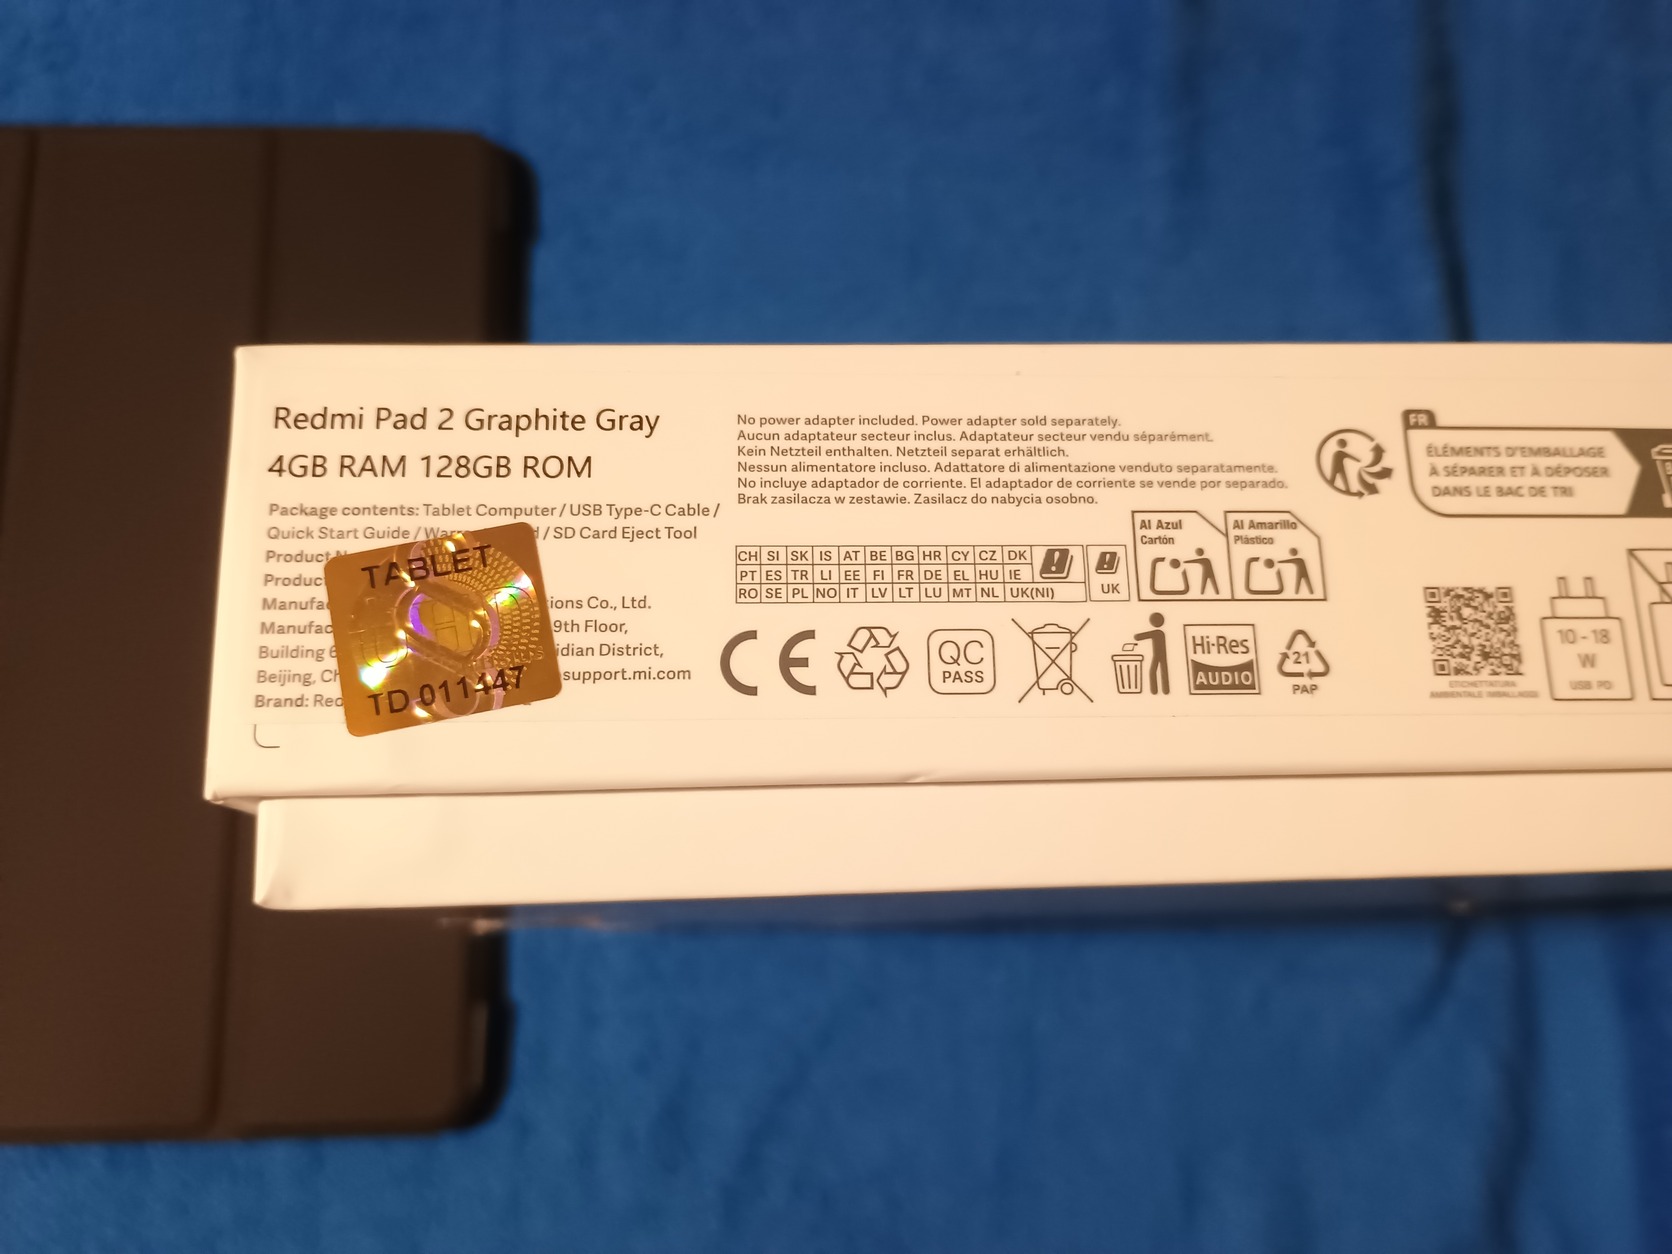 Redmi Pad 2 Graphite Gray
4GB RAM 128GB ROM
Package contents: Tablet Computer / USB Type-C Cable /
Quick Start Guide / / SD Card Eject Tool
Product
Co., Ltd.
9th Floor,
Building District,
Beijing, support.mi.com
Brand:
TABLET
TD 011447
No power adapter included. Power adapter sold separately.
Aucun adaptateur secteur inclus. Adaptateur secteur vendu séparément.
Kein Netzteil enthalten. Netzteil separat erhältlich.
Nessun alimentatore incluso. Adattatore di alimentazione venduto separatamente.
No incluye adaptador de corriente. El adaptador de corriente se vende por separado.
Brak zasilacza w zestawie. Zasilacz do nabycia osobno.
CH SI SK IS AT BE BG HR CY CZ DK
PT ES TR LI EE FI FR DE EL HU IE
RO SE PL NO IT LV LT LU MT NL UK(NI)
UK
Al Azul
Cartón
Al Amarillo
Plástico
CE
QC
PASS
Hi-Res
AUDIO
21
PAP
FR
ÉLÉMENTS D'EMBALLAGE
À SÉPARER ET À DÉPOSER
DANS LE BAC DE TRI
ETICHETTATURA
AMBIENTALE IMBALLAGGI
10 - 18
W
USB PD